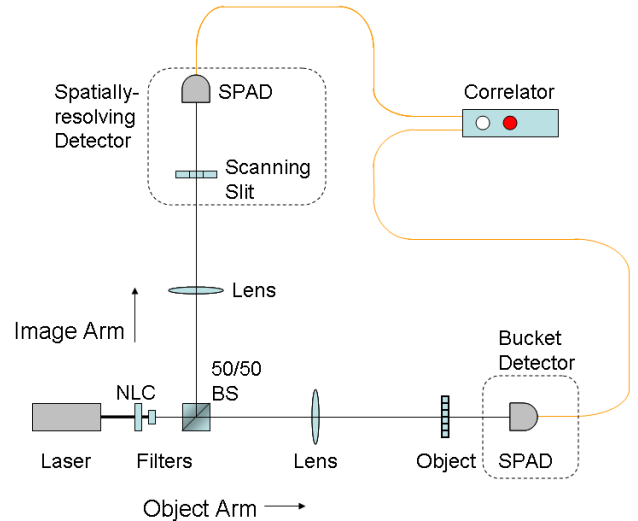 Spatially-
resolving
Detector
SPAD
Scanning
Slit
Correlator
Lens
Image Arm
50/50
BS
NLC
Bucket
Detector
Laser
Filters
Lens
Object
SPAD
Object Arm